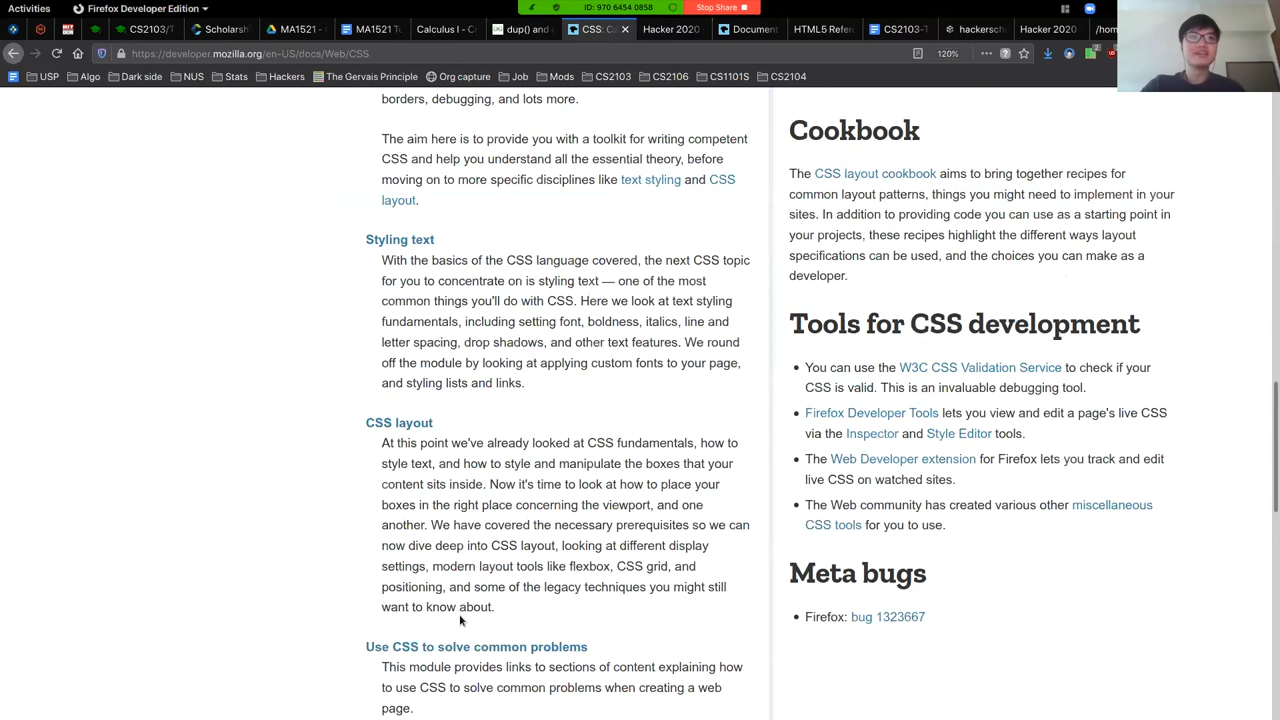 Activities
Firefox Developer Edition
ID: 970 6454 0858
Stop Share
CS2103/T
Scholarsh
MA1521 -
MA1521 T
Calculus I - C
dup() and
CSS: Ca
Hacker 2020
Document
HTML5 Refe
CS2103-T
hackersch
Hacker 2020
/hom
https://developer.mozilla.org/en-US/docs/Web/CSS
120%
USP
Algo
Dark side
NUS
Stats
Hackers
The Gervais Principle
Org capture
Job
Mods
CS2103
CS2106
CS1101S
CS2104
borders, debugging, and lots more.
The aim here is to provide you with a toolkit for writing competent
CSS and help you understand all the essential theory, before
moving on to more specific disciplines like text styling and CSS
layout.
Styling text
With the basics of the CSS language covered, the next CSS topic
for you to concentrate on is styling text — one of the most
common things you'll do with CSS. Here we look at text styling
fundamentals, including setting font, boldness, italics, line and
letter spacing, drop shadows, and other text features. We round
off the module by looking at applying custom fonts to your page,
and styling lists and links.
CSS layout
At this point we've already looked at CSS fundamentals, how to
style text, and how to style and manipulate the boxes that your
content sits inside. Now it's time to look at how to place your
boxes in the right place concerning the viewport, and one
another. We have covered the necessary prerequisites so we can
now dive deep into CSS layout, looking at different display
settings, modern layout tools like flexbox, CSS grid, and
positioning, and some of the legacy techniques you might still
want to know about.
Use CSS to solve common problems
This module provides links to sections of content explaining how
to use CSS to solve common problems when creating a web
page.
Cookbook
The CSS layout cookbook aims to bring together recipes for
common layout patterns, things you might need to implement in your
sites. In addition to providing code you can use as a starting point in
your projects, these recipes highlight the different ways layout
specifications can be used, and the choices you can make as a
developer.
Tools for CSS development
You can use the W3C CSS Validation Service to check if your
CSS is valid. This is an invaluable debugging tool.
Firefox Developer Tools lets you view and edit a page's live CSS
via the Inspector and Style Editor tools.
The Web Developer extension for Firefox lets you track and edit
live CSS on watched sites.
The Web community has created various other miscellaneous
CSS tools for you to use.
Meta bugs
Firefox: bug 1323667